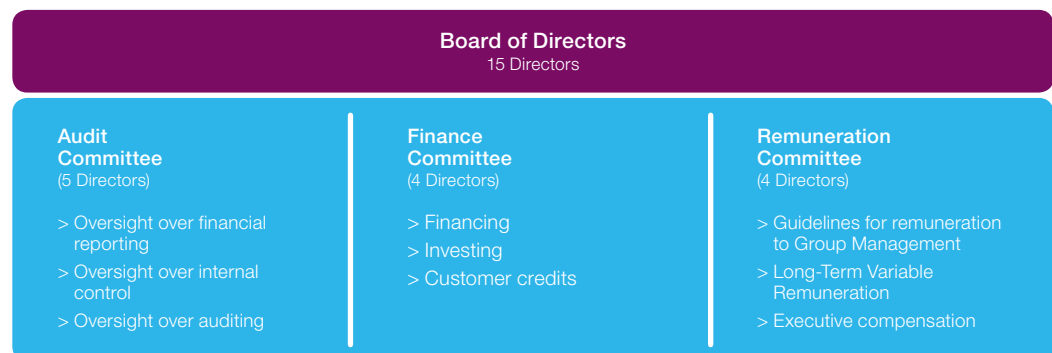 Board of Directors
15 Directors
Audit
Committee
(5 Directors)
> Oversight over financial
reporting
> Oversight over internal
control
> Oversight over auditing
Finance
Committee
(4 Directors)
> Financing
> Investing
> Customer credits
Remuneration
Committee
(4 Directors)
> Guidelines for remuneration
to Group Management
> Long-Term Variable
Remuneration
> Executive compensation